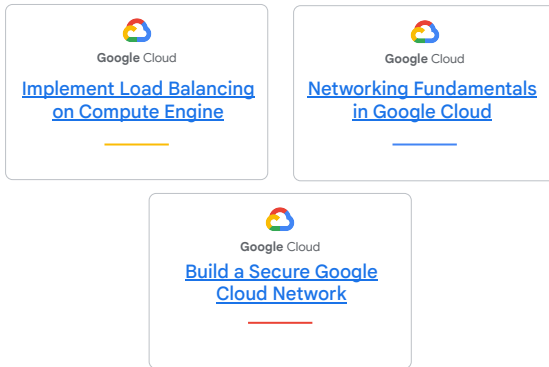 Google Cloud
Implement Load Balancing
on Compute Engine
Google Cloud
Networking Fundamentals
in Google Cloud
Google Cloud
Build a Secure Google
Cloud Network